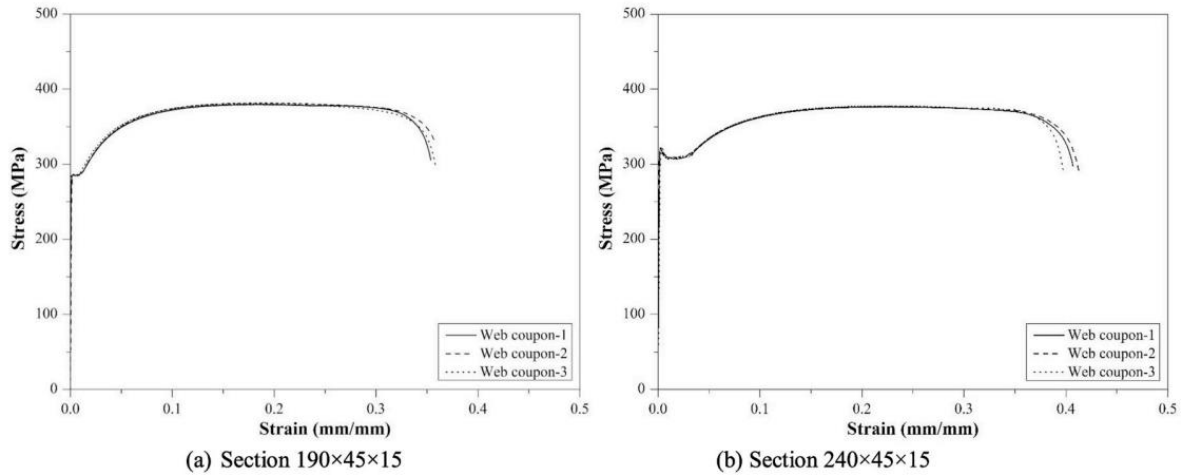 500
400
300
200
100
0
Stress (MPa)
0.0 0.1 0.2 0.3 0.4 0.5
Strain (mm/mm)
Web coupon-1
Web coupon-2
Web coupon-3
(a) Section 190×45×15
500
400
300
200
100
0
Stress (MPa)
0.0 0.1 0.2 0.3 0.4 0.5
Strain (mm/mm)
Web coupon-1
Web coupon-2
Web coupon-3
(b) Section 240×45×15